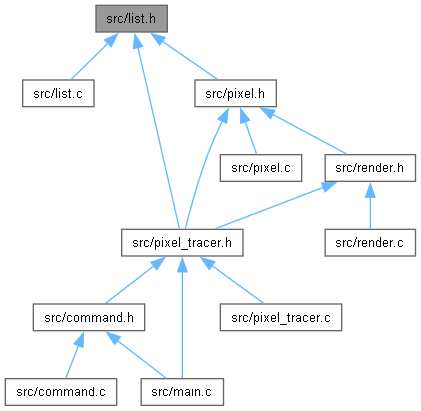 src/list.h
src/list.c
src/pixel.h
src/pixel.c
src/render.h
src/pixel_tracer.h
src/render.c
src/command.h
src/pixel_tracer.c
src/command.c
src/main.c